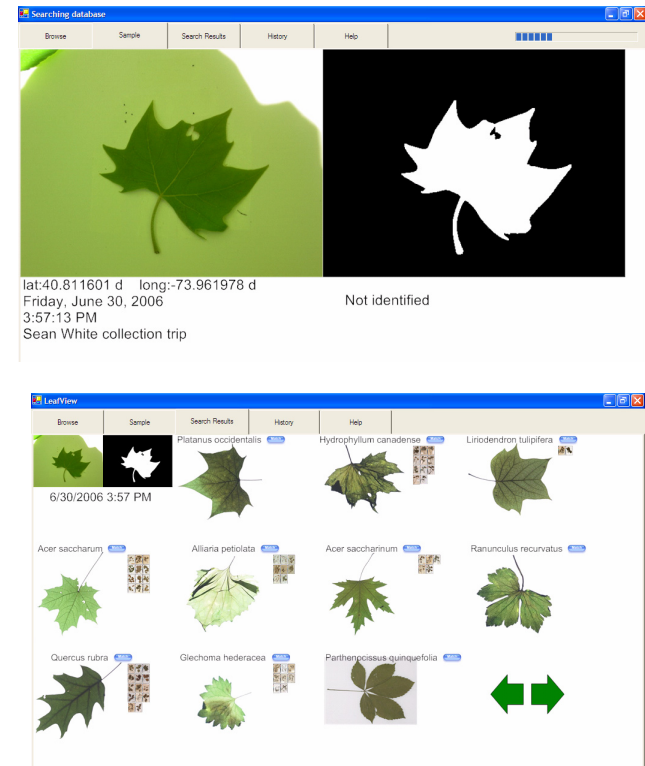 Searching database
Browse Sample Search Results History Help
lat:40.811601 d long:-73.961978 d
Friday, June 30, 2006
3:57:13 PM
Sean White collection trip
Not identified
LeafView
Browse Sample Search Results History Help
Platanus occidentalis Hydrophyllum canadense Liriodendron tulipifera
6/30/2006 3:57 PM
Acer saccharum Alliaria petiolata Acer saccharinum Ranunculus recurvatus
Quercus rubra Glechoma hederacea Parthenocissus quinquefolia